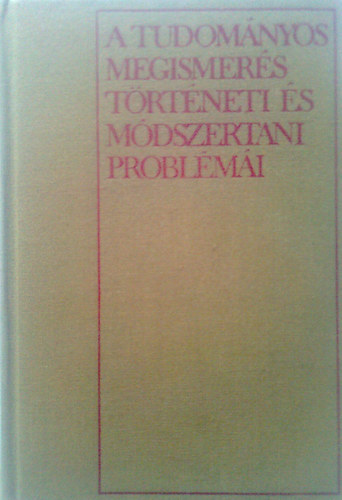 A TUDOMÁNYOS
MEGISMERÉS
TÖRTÉNETI ÉS
MÓDSZERTANI
PROBLÉMÁI